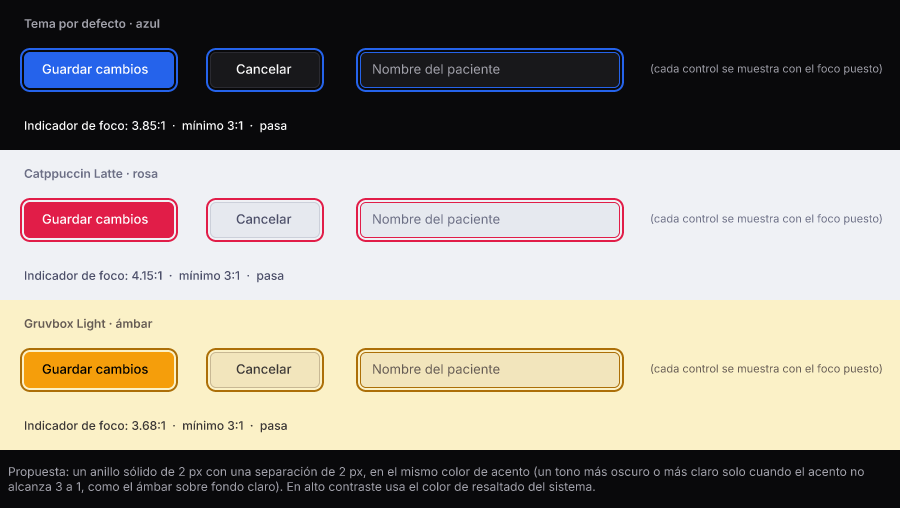 Tema por defecto · azul
Guardar cambios
Cancelar
Nombre del paciente
(cada control se muestra con el foco puesto)
Indicador de foco: 3.85:1 · mínimo 3:1 · pasa
Catppuccin Latte · rosa
Guardar cambios
Cancelar
Nombre del paciente
(cada control se muestra con el foco puesto)
Indicador de foco: 4.15:1 · mínimo 3:1 · pasa
Gruvbox Light · ámbar
Guardar cambios
Cancelar
Nombre del paciente
(cada control se muestra con el foco puesto)
Indicador de foco: 3.68:1 · mínimo 3:1 · pasa
Propuesta: un anillo sólido de 2 px con una separación de 2 px, en el mismo color de acento (un tono más oscuro o más claro solo cuando el acento no
alcanza 3 a 1, como el ámbar sobre fondo claro). En alto contraste usa el color de resaltado del sistema.